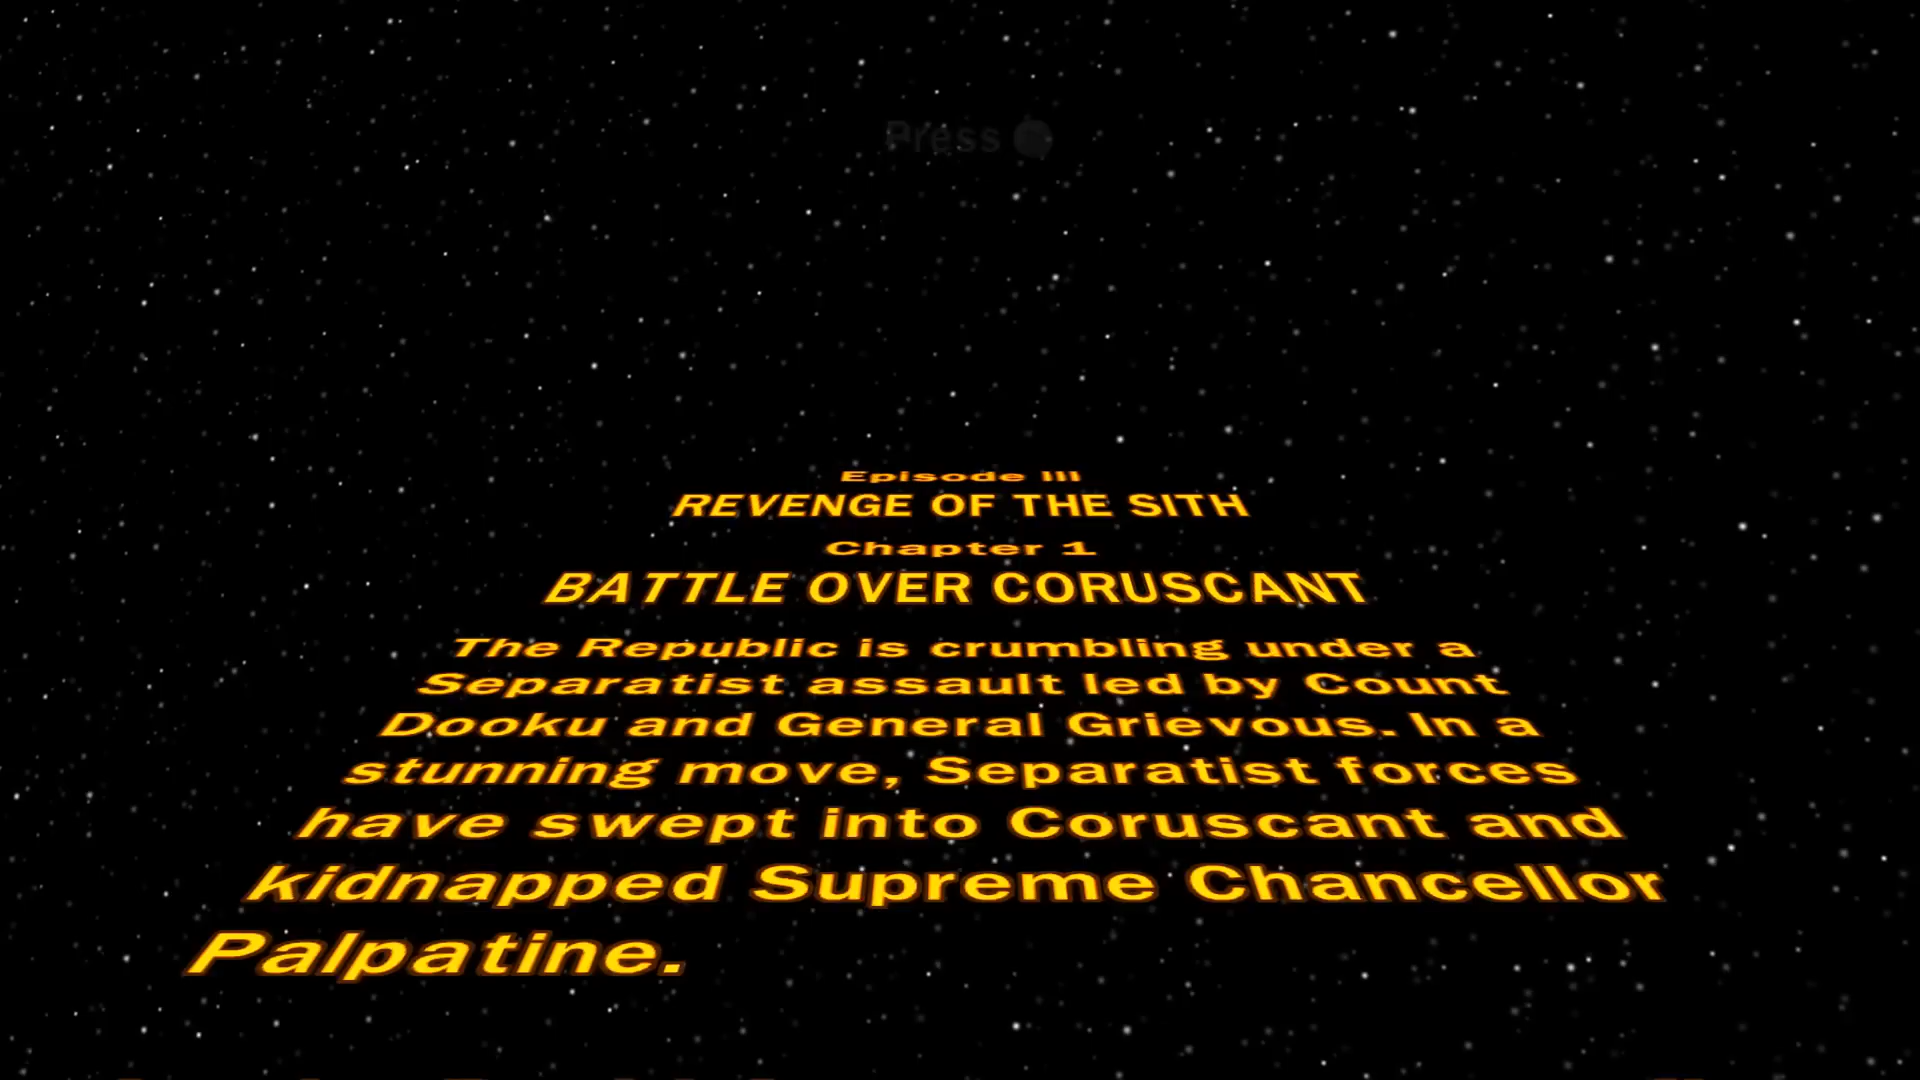 Press
Episode III
REVENGE OF THE SITH
Chapter 1
BATTLE OVER CORUSCANT
The Republic is crumbling under a
Separatist assault led by Count
Dooku and General Grievous. In a
stunning move, Separatist forces
have swept into Coruscant and
kidnapped Supreme Chancellor
Palpatine.